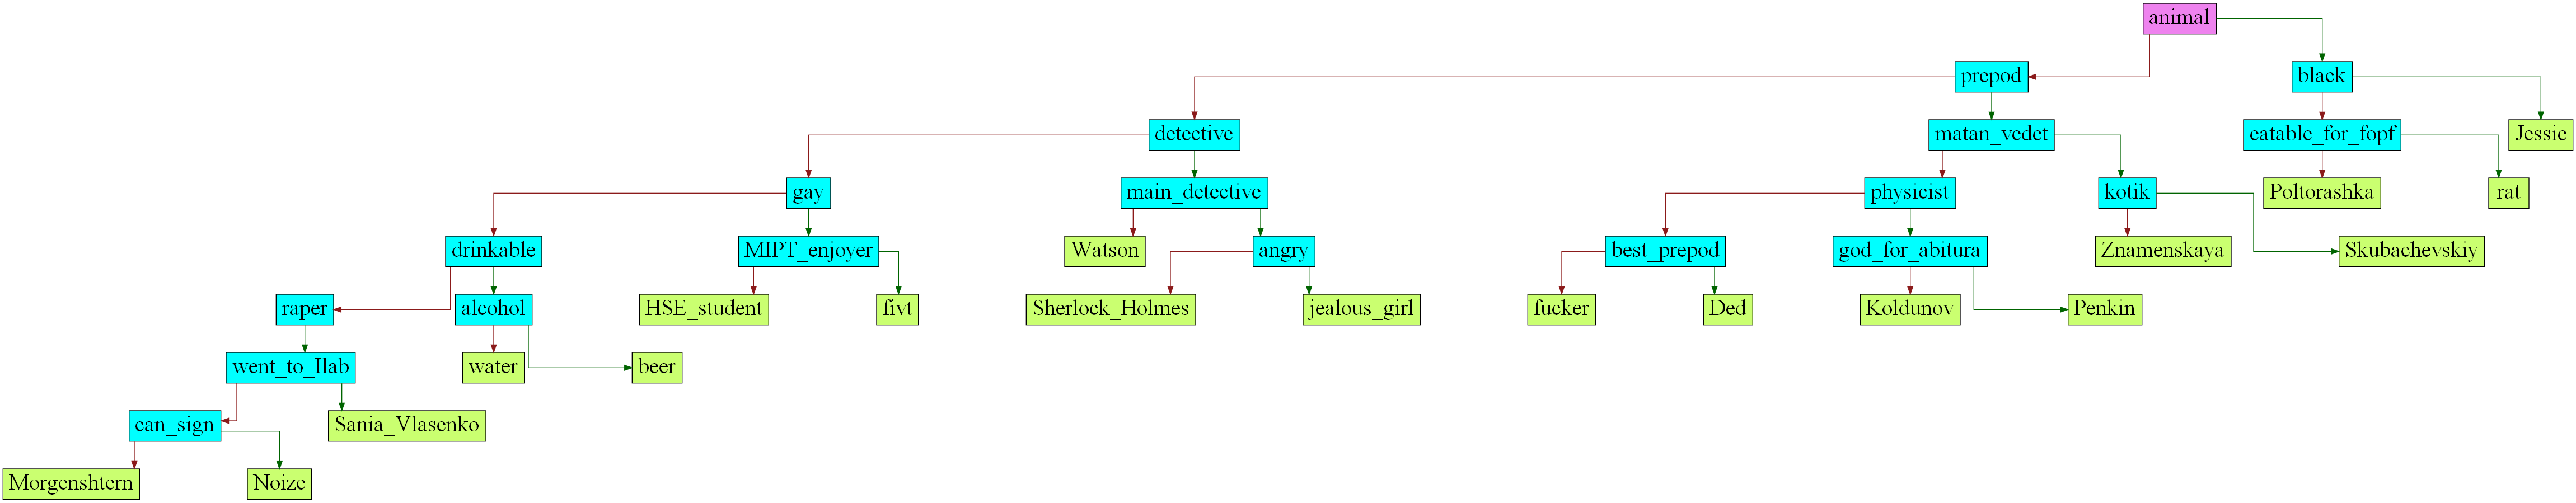 animal
prepod
black
detective
matan_vedet
eatable_for_fopf
Jessie
gay
main_detective
physicist
kotik
Poltorashka
rat
drinkable
MIPT_enjoyer
Watson
angry
best_prepod
god_for_abitura
Znamenskaya
Skubachevskiy
raper
alcohol
HSE_student
fivt
Sherlock_Holmes
jealous_girl
fucker
Ded
Koldunov
Penkin
went_to_Ilab
water
beer
can_sign
Sania_Vlasenko
Morgenshtern
Noize